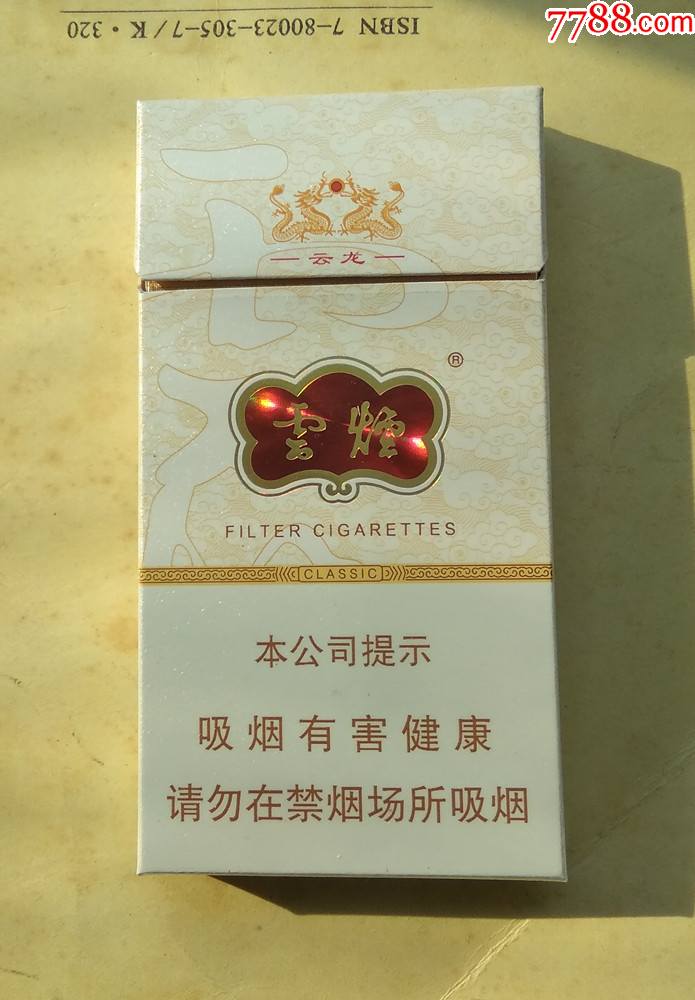 7788.com
ISBN 7-80023-305-7/K·320
云龙
®
雲煙
FILTER CIGARETTES
CLASSIC
本公司提示
吸烟有害健康
请勿在禁烟场所吸烟